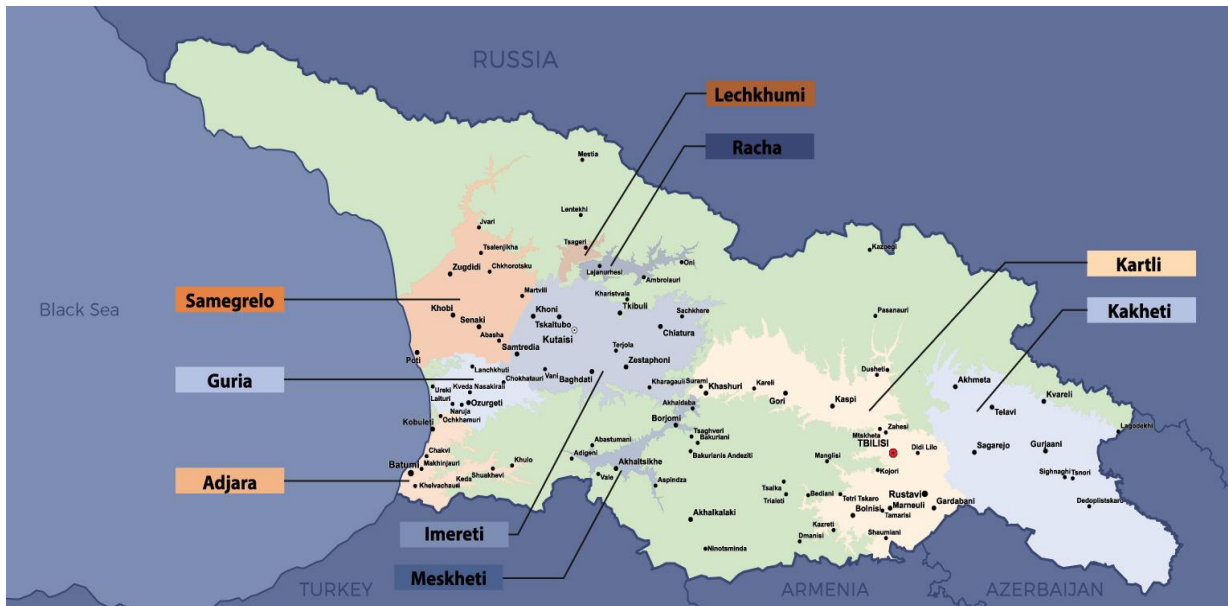 RUSSIA
Lechkhumi
Racha
Mestia
Lentekhi
Jvari
Tsageri
Tsalenjikha
Kazbegi
Oni
Kartli
Zugdidi
Chkhorotsku
Lajanurhesi
Ambrolauri
Samegrelo
Martvili
Kharistvala
Kakheti
Black Sea
Khobi
Khoni
Tkibuli
Sachkhere
Pasanauri
Senaki
Tskaltubo
Chiatura
Abasha
Kutaisi
Poti
Samtredia
Terjola
Guria
Lanchkhuti
Vani
Baghdati
Zestaphoni
Dusheti
Ureki
Kveda Nasakirali
Chokhatauri
Kharagauli
Surami
Khashuri
Kareli
Gori
Kaspi
Akhmeta
Kvareli
Laituri
Ozurgeti
Akhaldaba
Telavi
Naruja
Ochkhamuri
Kobuleti
Borjomi
Zahesi
Lagodekhi
Mtskheta
Tsaghveri
Bakuriani
TBILISI
Didi Lilo
Sagarejo
Gurjaani
Chakvi
Abastumani
Bakurianis Andeziti
Batumi
Makhinjauri
Khulo
Adigeni
Akhaltsikhe
Manglisi
Kojori
Adjara
Keda
Shuakhevi
Vale
Sighnaghi
Tsnori
Khelvachauri
Aspindza
Tsalka
Trialeti
Bediani
Tetri Tskaro
Rustavi
Dedoplistskaro
Marneuli
Gardabani
Bolnisi
Tamarisi
Akhalkalaki
Imereti
Kazreti
Shaumiani
Dmanisi
Ninotsminda
Meskheti
TURKEY
ARMENIA
AZERBAIJAN